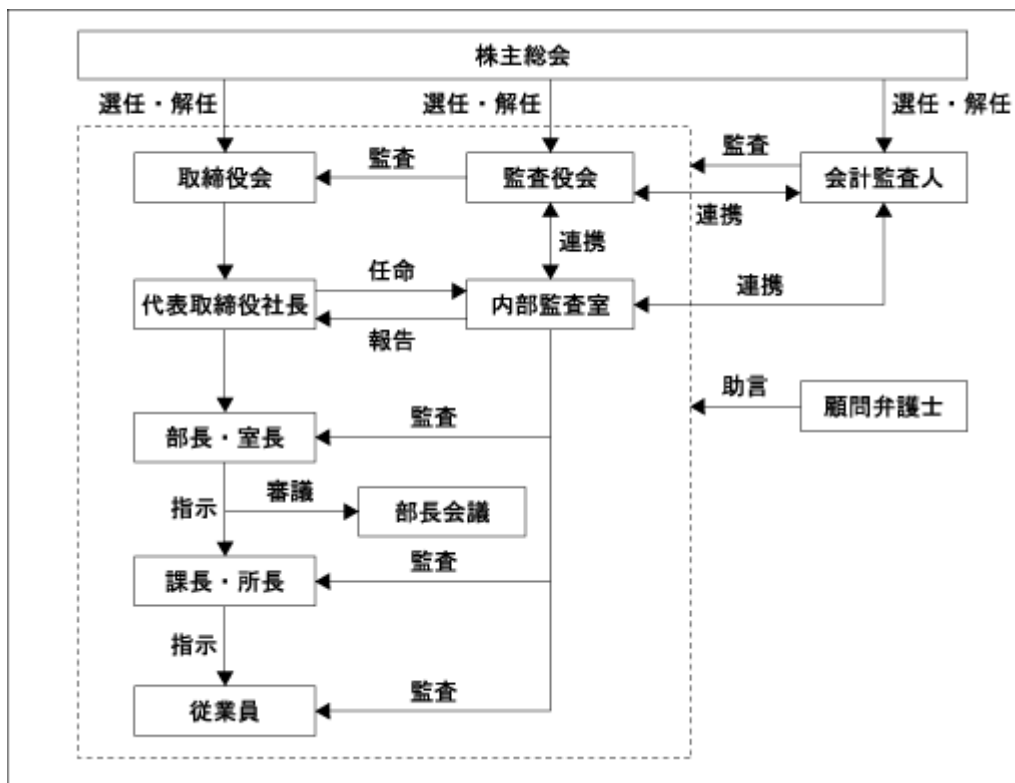 株主総会
選任・解任
選任・解任
選任・解任
取締役会
監査
監査役会
監査
会計監査人
連携
連携
代表取締役社長
任命
報告
内部監査室
連携
助言
顧問弁護士
部長・室長
監査
指示
審議
部長会議
課長・所長
監査
指示
従業員
監査